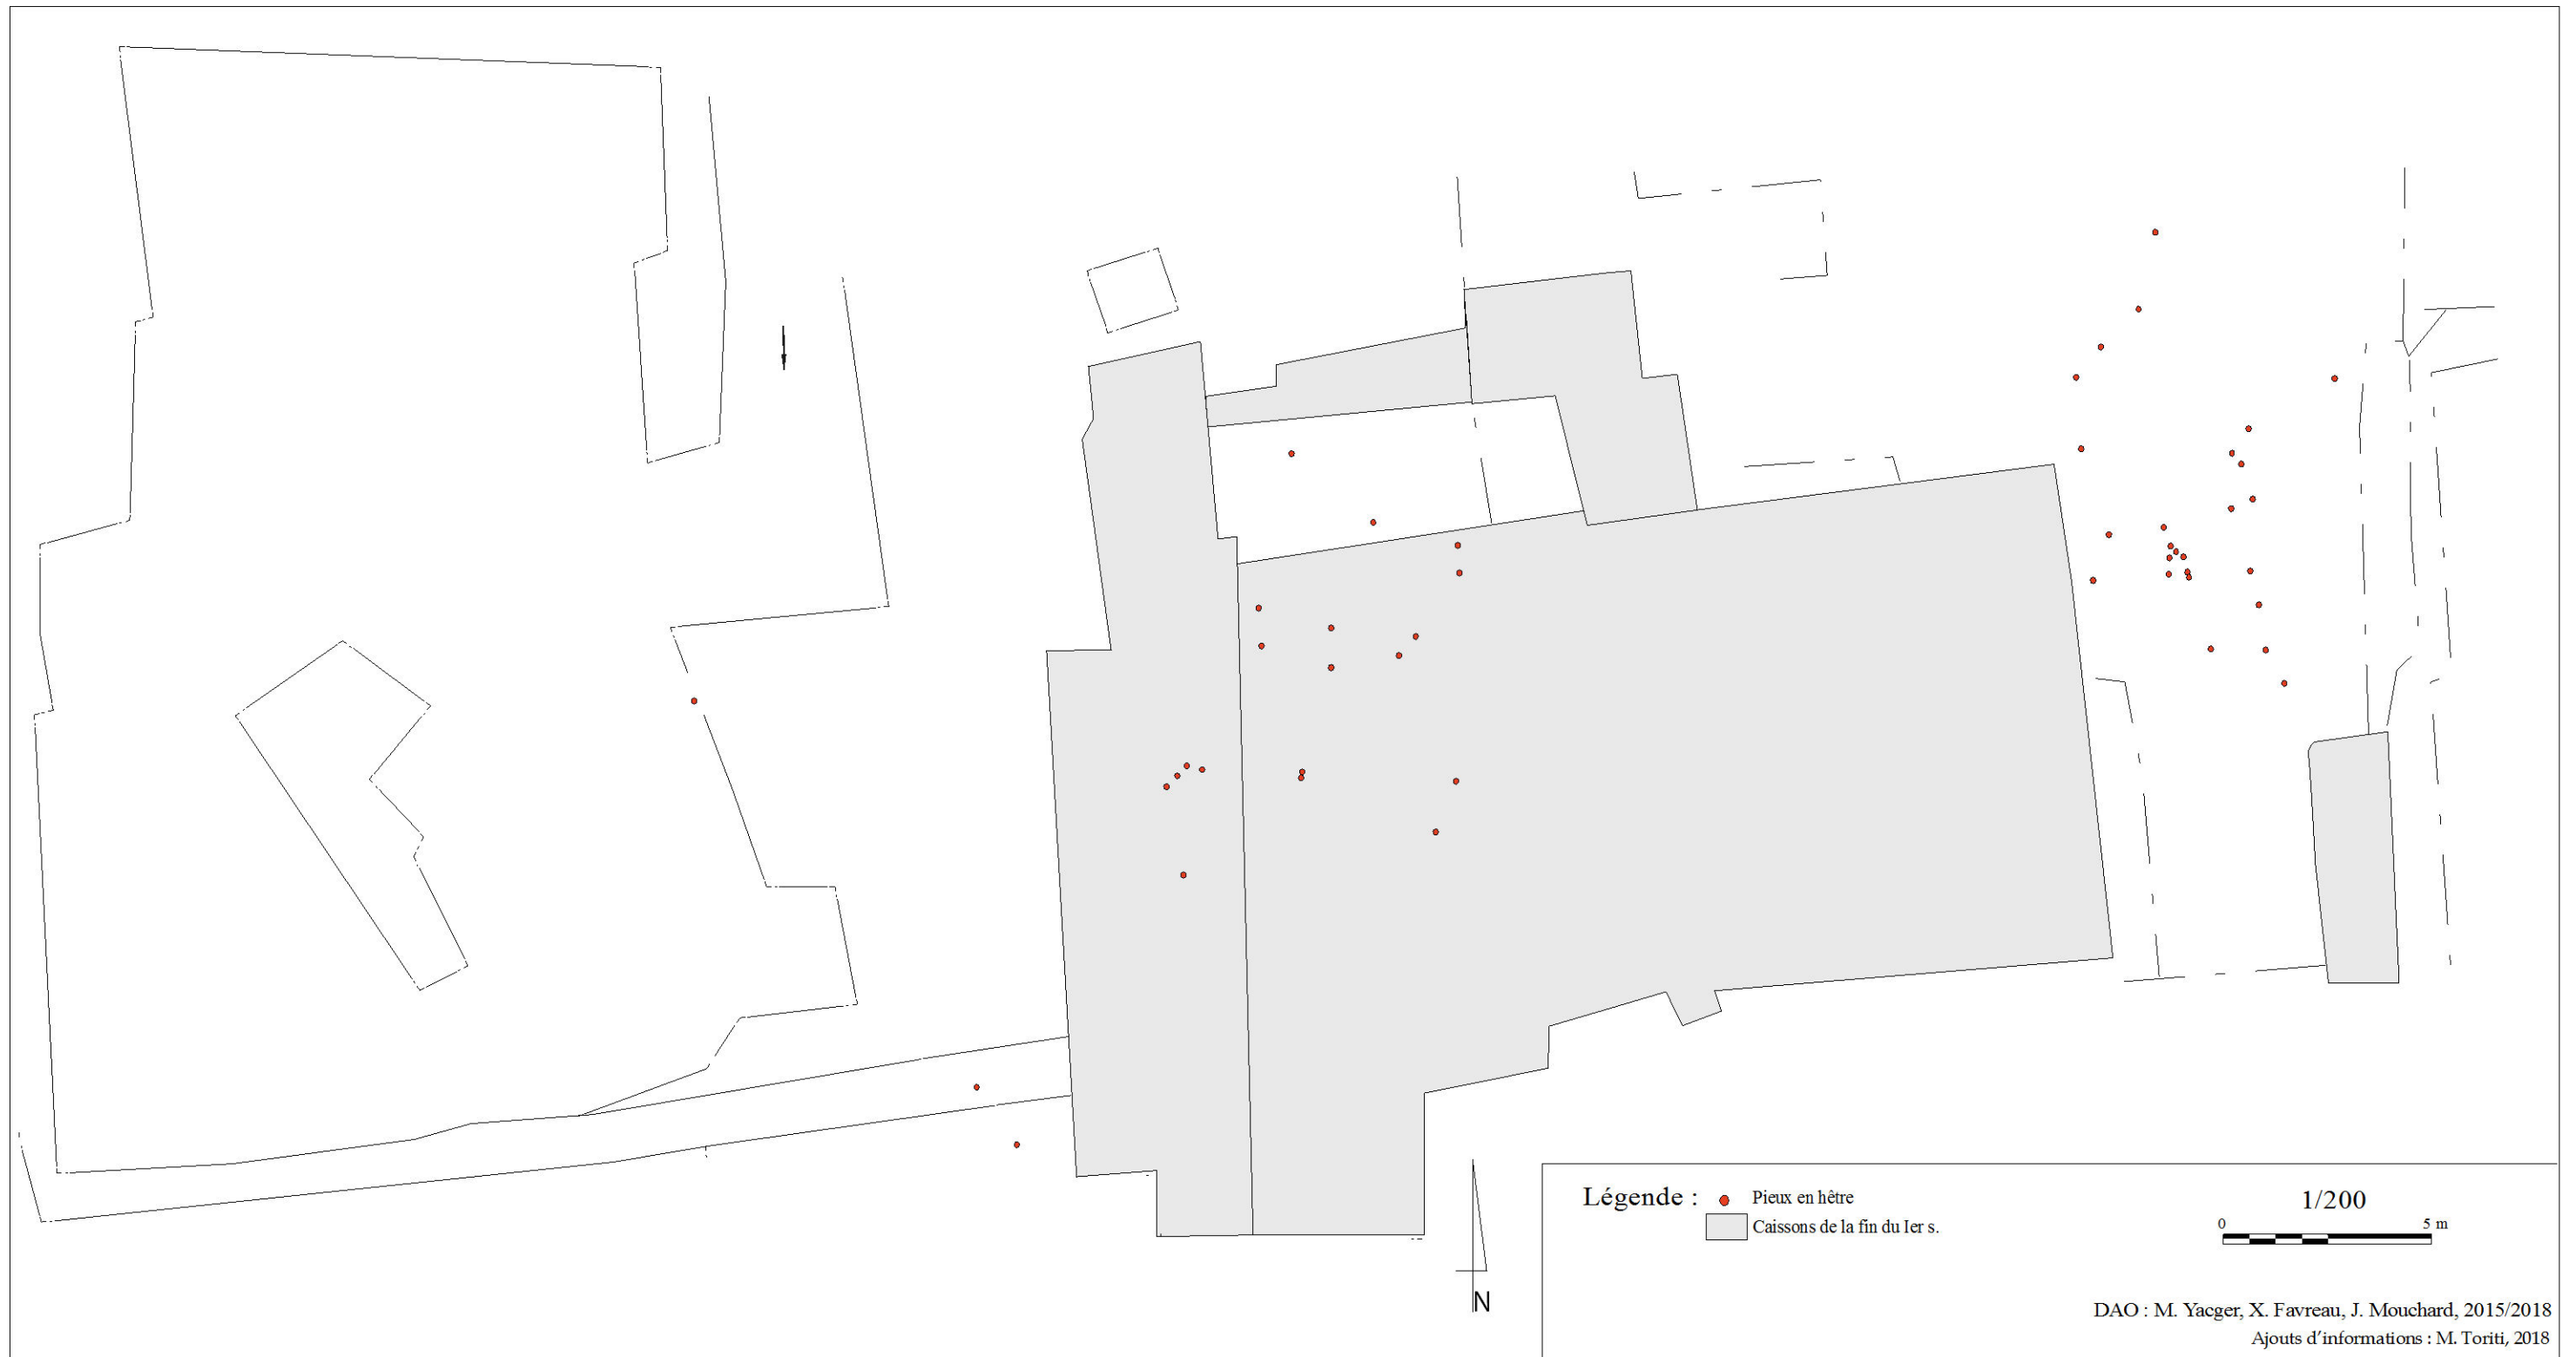 N
Légende :
Pieux en hêtre
Caissons de la fin du Ier s.
1/200
0 5 m
DAO : M. Yacger, X. Favreau, J. Mouchard, 2015/2018
Ajouts d'informations : M. Toriti, 2018